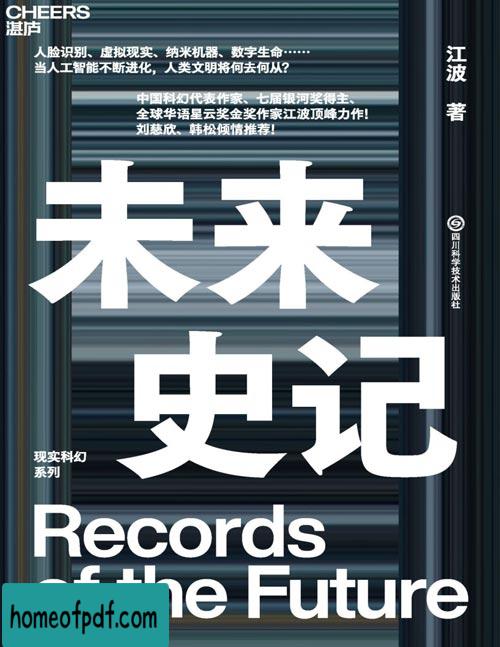 CHEERS
湛庐
人脸识别、虚拟现实、纳米机器、数字生命……
当人工智能不断进化，人类文明将何去何从？
江波 著
中国科幻代表作家、七届银河奖得主、
全球华语星云奖金奖作家江波顶峰力作！
刘慈欣、韩松倾情推荐！
未来
四川科学技术出版社
史记
现实科幻
系列
Records
of the Future
homeofpdf.com